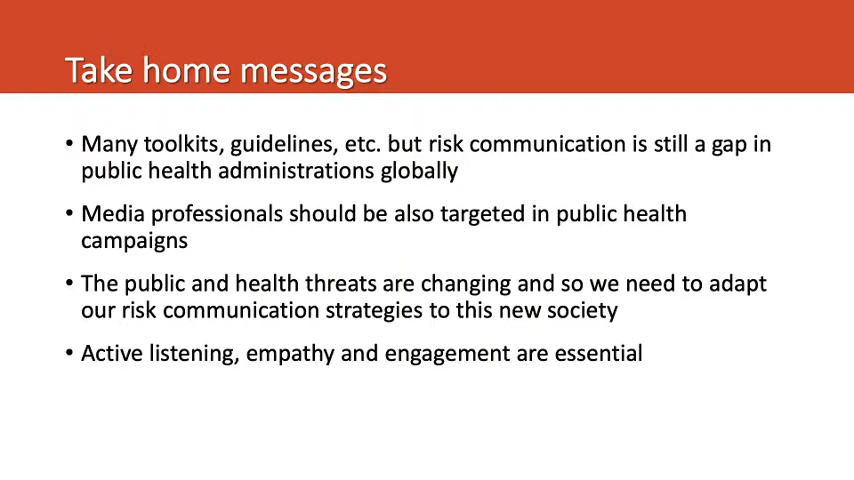 Take home messages
• Many toolkits, guidelines, etc. but risk communication is still a gap in
public health administrations globally
• Media professionals should be also targeted in public health
campaigns
• The public and health threats are changing and so we need to adapt
our risk communication strategies to this new society
• Active listening, empathy and engagement are essential